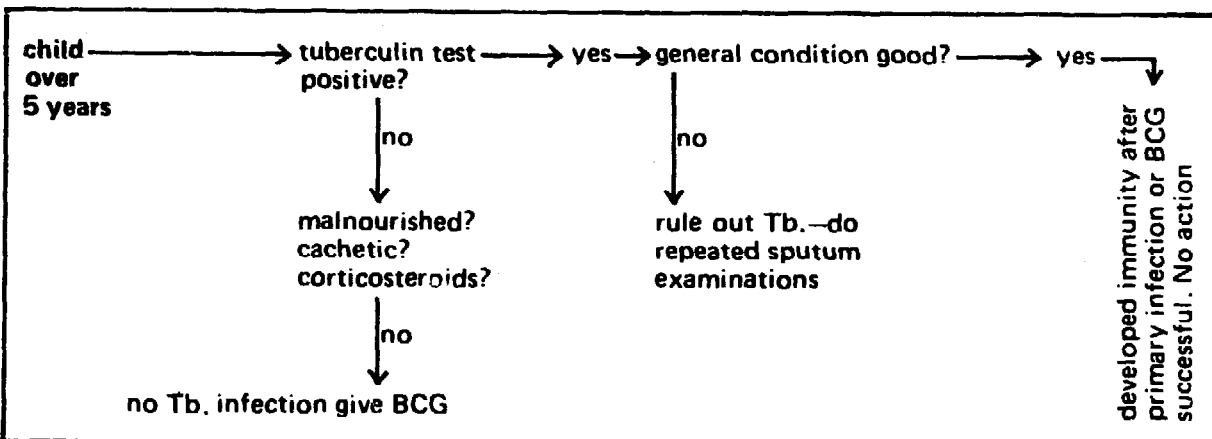 child
over
5 years
tuberculin test
positive?
yes
general condition good?
yes
no
no
malnourished?
cachetic?
corticosteroids?
rule out Tb.—do
repeated sputum
examinations
no
no Tb. infection give BCG
developed immunity after
primary infection or BCG
successful. No action